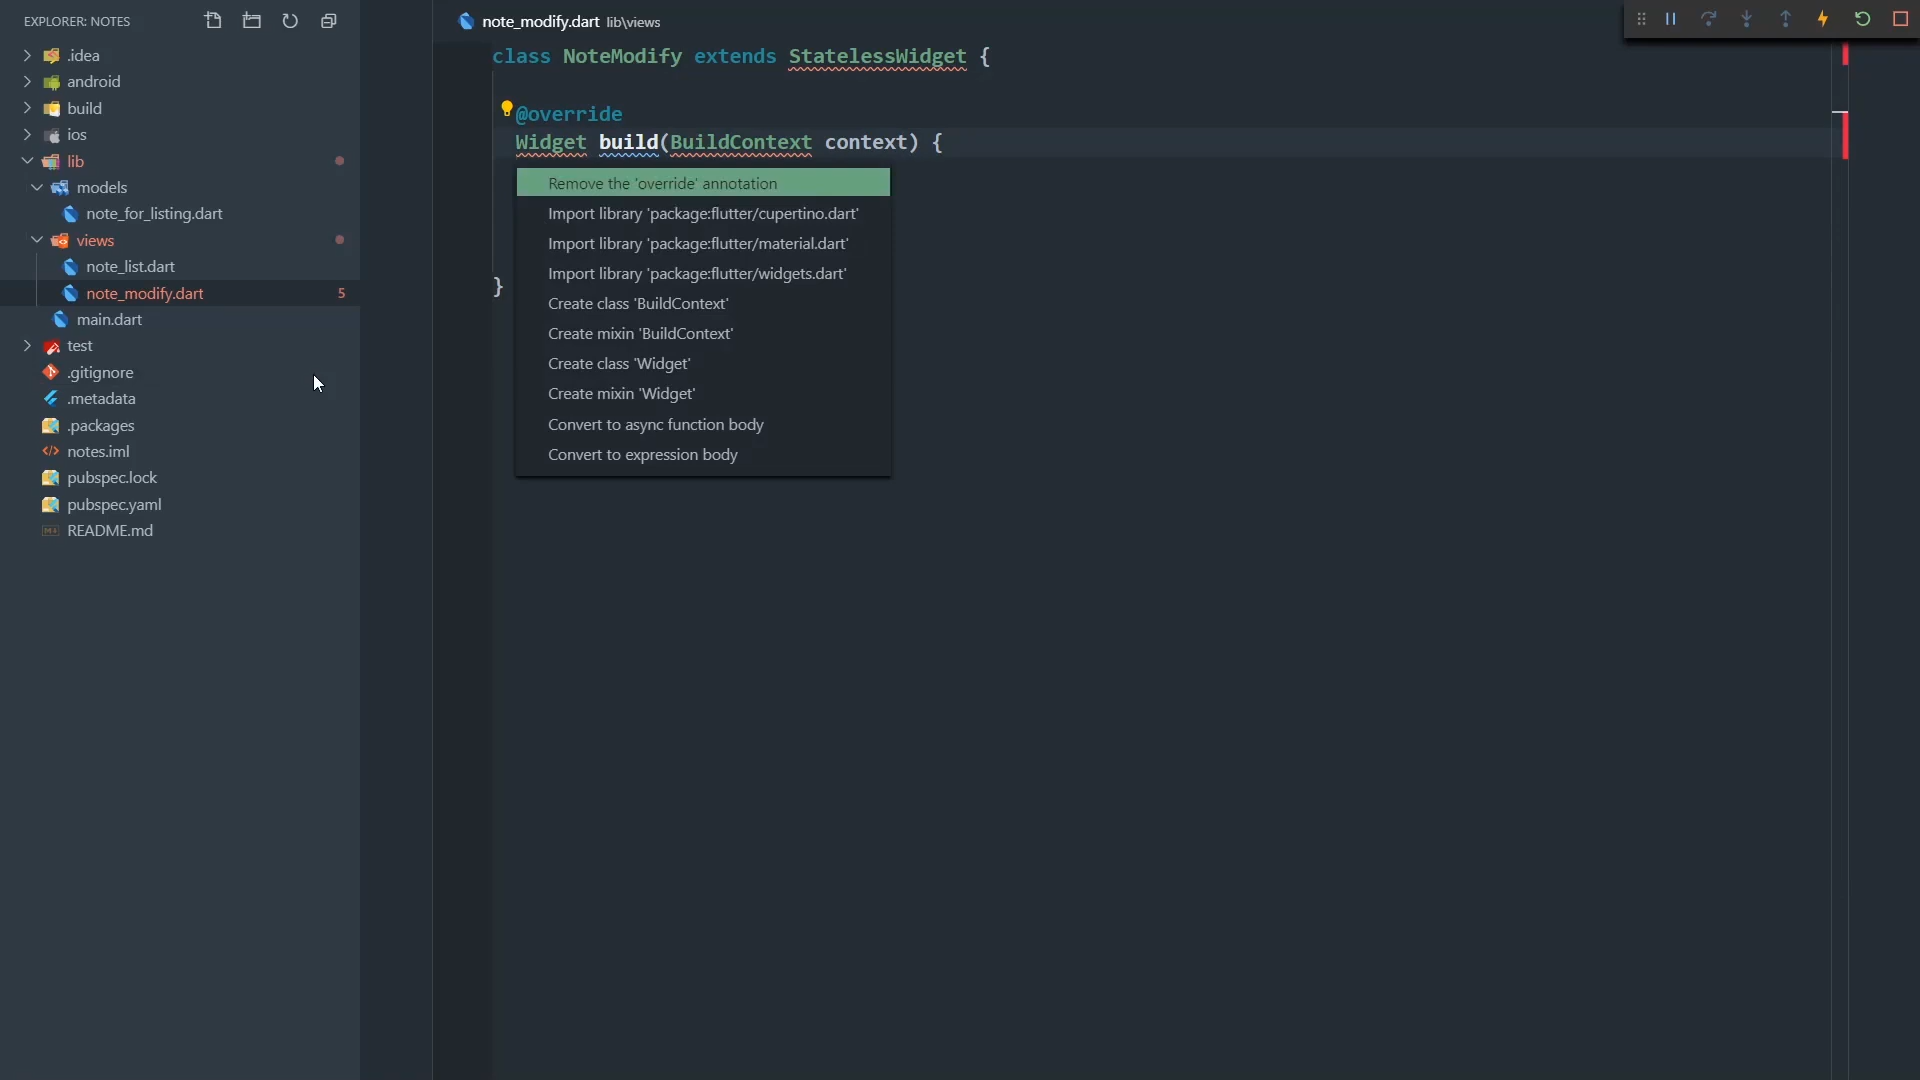 EXPLORER: NOTES
.idea
android
build
ios
lib
models
note_for_listing.dart
views
note_list.dart
note_modify.dart 5
main.dart
test
.gitignore
.metadata
.packages
notes.iml
pubspec.lock
pubspec.yaml
README.md
note_modify.dart lib\views
class NoteModify extends StatelessWidget {
@override
Widget build(BuildContext context) {
Remove the 'override' annotation
Import library 'package:flutter/cupertino.dart'
Import library 'package:flutter/material.dart'
Import library 'package:flutter/widgets.dart'
Create class 'BuildContext'
Create mixin 'BuildContext'
Create class 'Widget'
Create mixin 'Widget'
Convert to async function body
Convert to expression body
}